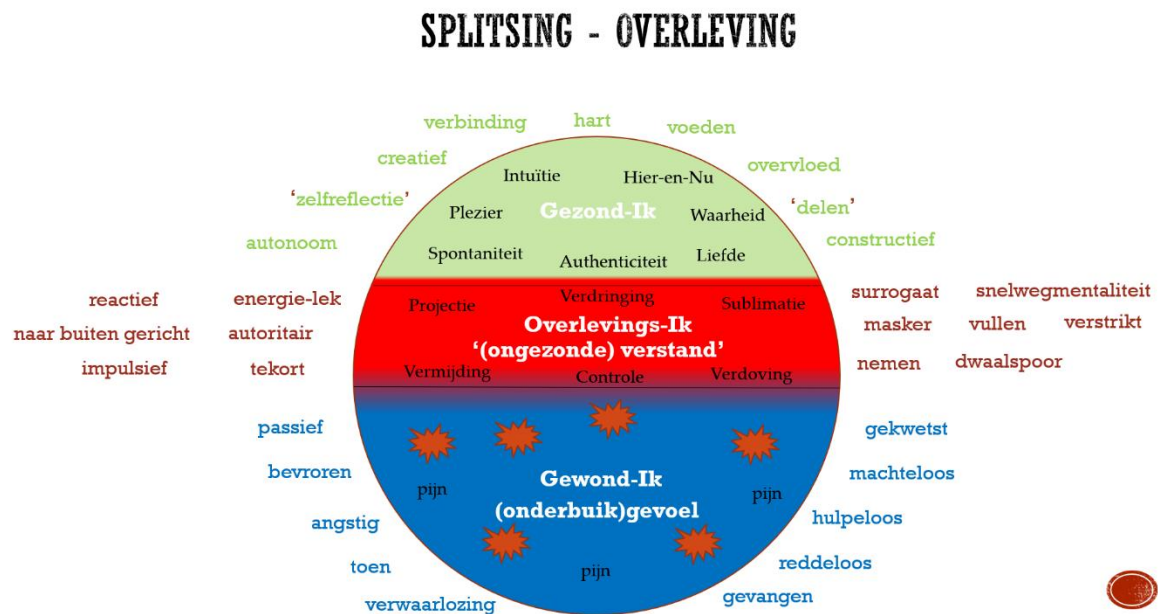 SPLITSING - OVERLEVING
verbinding hart voeden
creatief overvloed
Intuïtie Hier-en-Nu
'zelfreflectie' Plezier Gezond-Ik Waarheid 'delen'
autonoom Spontaniteit Authenticiteit Liefde constructief
reactief energie-lek Projectie Verdringing Sublimatie surrogaat snelwegmentaliteit
naar buiten gericht autoritair Overlevings-Ik masker vullen verstrikt
'(ongezonde) verstand'
impulsief tekort Vermijding Controle Verdoving nemen dwaalspoor
passief gekwetst
bevroren Gewond-Ik machteloos
pijn (onderbuik)gevoel pijn
angstig hulpeloos
toen pijn reddeloos
verwaarlozing gevangen